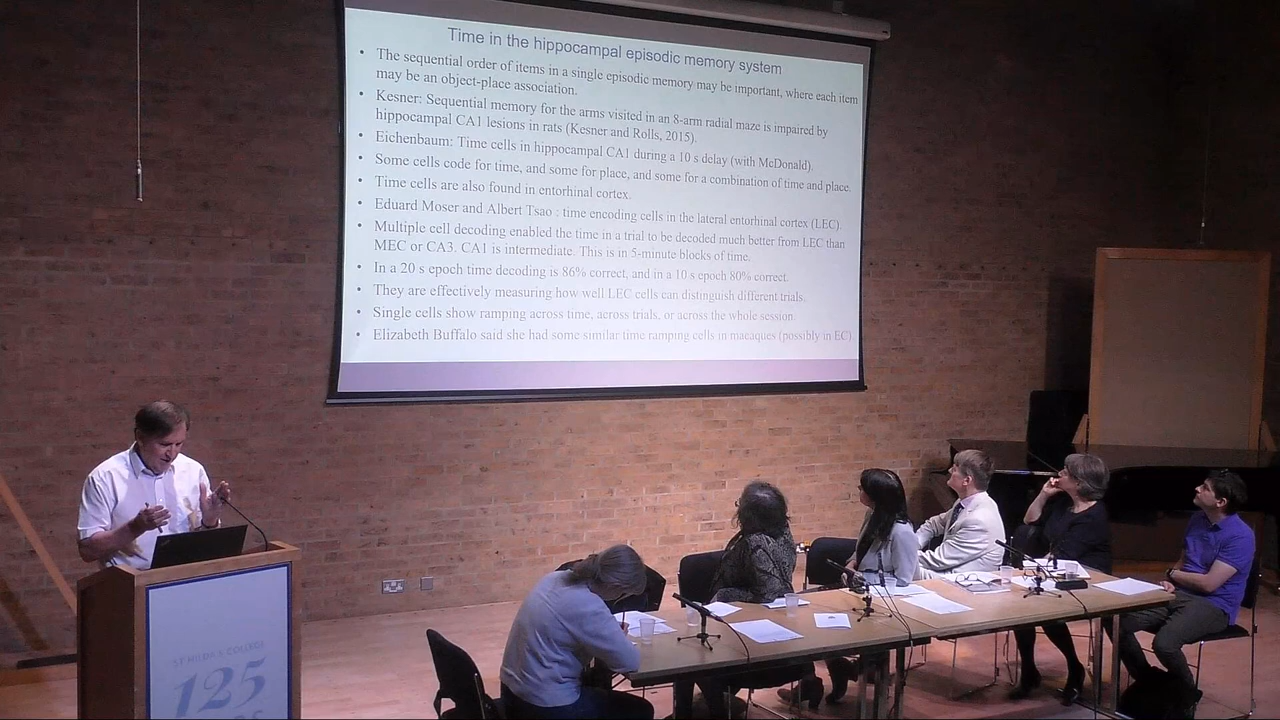 Time in the hippocampal episodic memory system
• The sequential order of items in a single episodic memory may be important, where each item
may be an object-place association.
• Kesner: Sequential memory for the arms visited in an 8-arm radial maze is impaired by
hippocampal CA1 lesions in rats (Kesner and Rolls, 2015).
• Eichenbaum: Time cells in hippocampal CA1 during a 10 s delay (with McDonald).
• Some cells code for time, and some for place, and some for a combination of time and place.
• Time cells are also found in entorhinal cortex.
• Eduard Moser and Albert Tsao : time encoding cells in the lateral entorhinal cortex (LEC).
• Multiple cell decoding enabled the time in a trial to be decoded much better from LEC than
MEC or CA3. CA1 is intermediate. This is in 5-minute blocks of time.
• In a 20 s epoch time decoding is 86% correct, and in a 10 s epoch 80% correct.
• They are effectively measuring how well LEC cells can distinguish different trials.
• Single cells show ramping across time, across trials, or across the whole session.
• Elizabeth Buffalo said she had some similar time ramping cells in macaques (possibly in EC)
ST HILDA'S COLLEGE
125